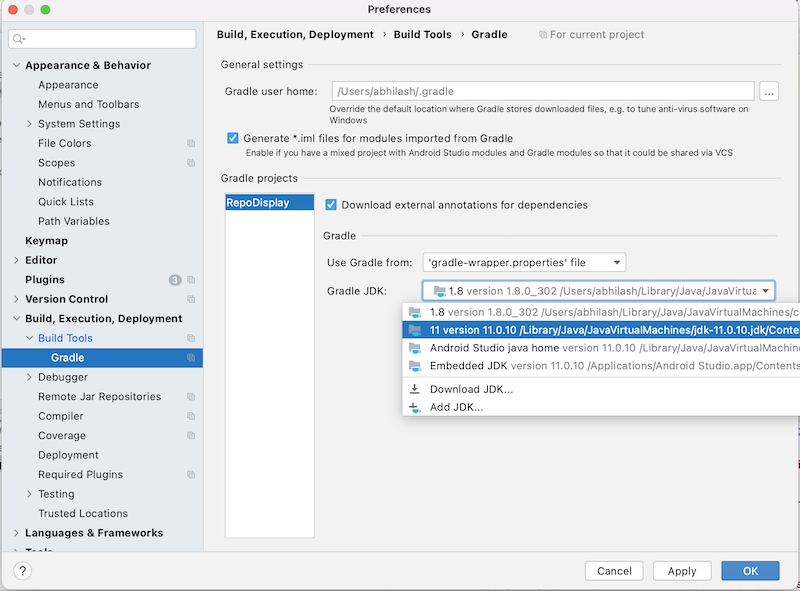 Preferences
Build, Execution, Deployment › Build Tools › Gradle For current project
Appearance & Behavior
Appearance
Menus and Toolbars
System Settings
File Colors
Scopes
Notifications
Quick Lists
Path Variables
Keymap
Editor
Plugins 3
Version Control
Build, Execution, Deployment
Build Tools
Gradle
Debugger
Remote Jar Repositories
Compiler
Coverage
Deployment
Required Plugins
Testing
Trusted Locations
Languages & Frameworks
Tools
General settings
Gradle user home: /Users/abhilash/.gradle ...
Override the default location where Gradle stores downloaded files, e.g. to tune anti-virus software on
Windows
Generate *.iml files for modules imported from Gradle
Enable if you have a mixed project with Android Studio modules and Gradle modules so that it could be shared via VCS
Gradle projects
RepoDisplay
Download external annotations for dependencies
Gradle
Use Gradle from: 'gradle-wrapper.properties' file
Gradle JDK: 1.8 version 1.8.0_302 /Users/abhilash/Library/Java/JavaVirtua
1.8 version 1.8.0_302 /Users/abhilash/Library/Java/JavaVirtualMachines/c
11 version 11.0.10 /Library/Java/JavaVirtualMachines/jdk-11.0.10.jdk/Conte
Android Studio java home version 11.0.10 /Library/Java/JavaVirtualMachine
Embedded JDK version 11.0.10 /Applications/Android Studio.app/Contents
Download JDK...
Add JDK...
?
Cancel
Apply
OK